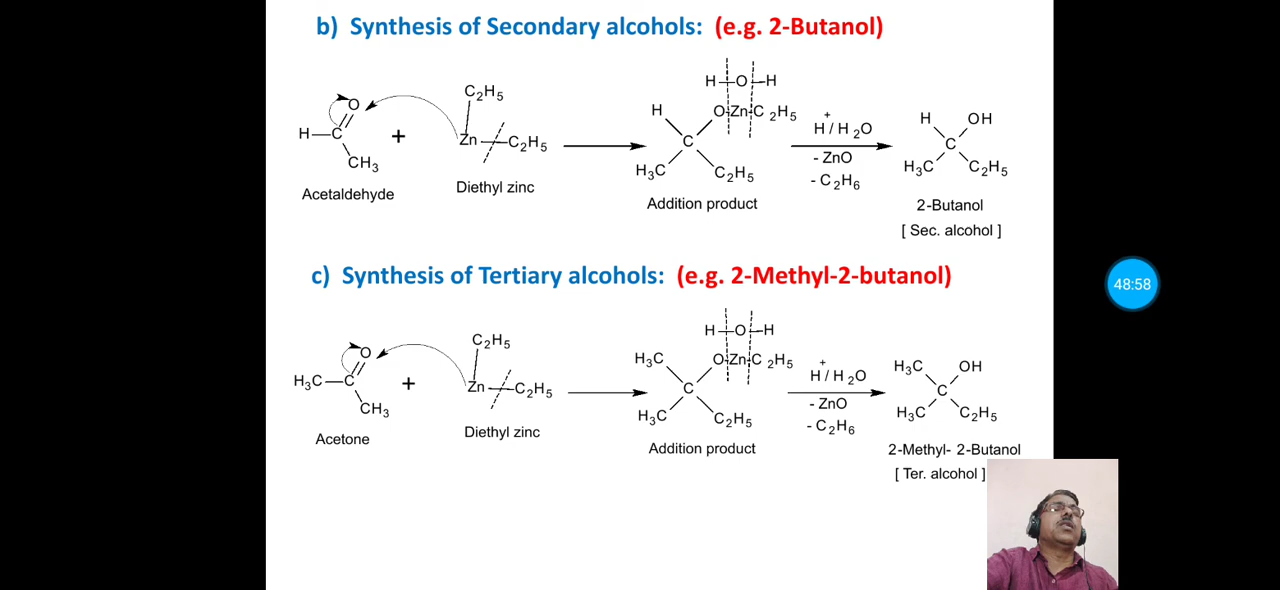 b) Synthesis of Secondary alcohols: (e.g. 2-Butanol)
H–O–H
C2H5
H–C O
CH3
+
Zn C2H5
H
O Zn C2H5
C
H3C C2H5
H+/H2O
- ZnO
- C2H6
H OH
C
H3C C2H5
Acetaldehyde
Diethyl zinc
Addition product
2-Butanol
[ Sec. alcohol ]
c) Synthesis of Tertiary alcohols: (e.g. 2-Methyl-2-butanol)
48:58
H–O–H
C2H5
H3C–C O
CH3
+
Zn C2H5
H3C
O Zn C2H5
C
H3C C2H5
H+/H2O
- ZnO
- C2H6
H3C OH
C
H3C C2H5
Acetone
Diethyl zinc
Addition product
2-Methyl- 2-Butanol
[ Ter. alcohol ]